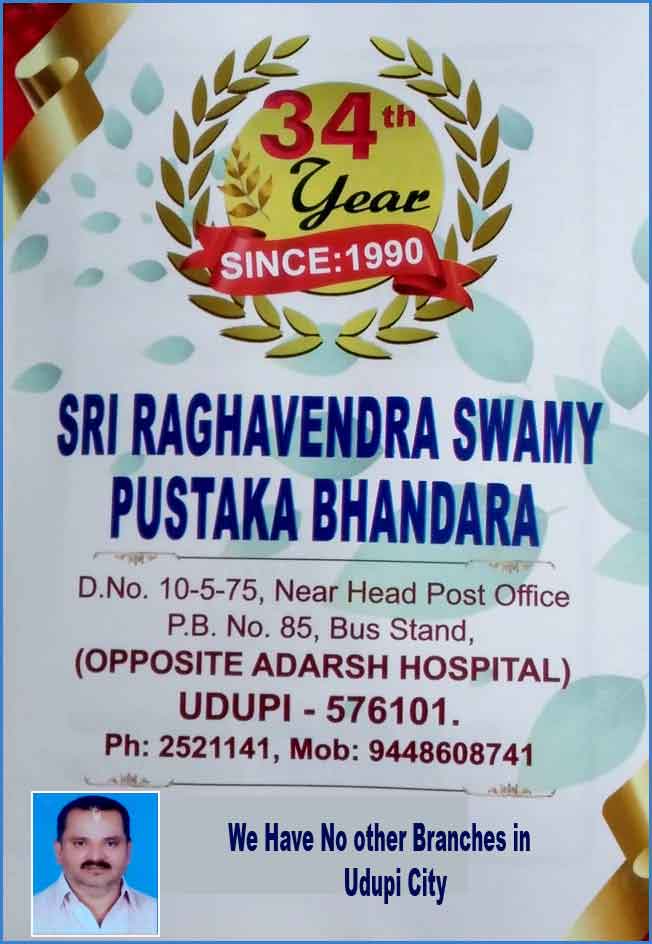 34th
Year
SINCE:1990
SRI RAGHAVENDRA SWAMY
PUSTAKA BHANDARA
D.No. 10-5-75, Near Head Post Office
P.B. No. 85, Bus Stand,
(OPPOSITE ADARSH HOSPITAL)
UDUPI - 576101.
Ph: 2521141, Mob: 9448608741
We Have No other Branches in
Udupi City